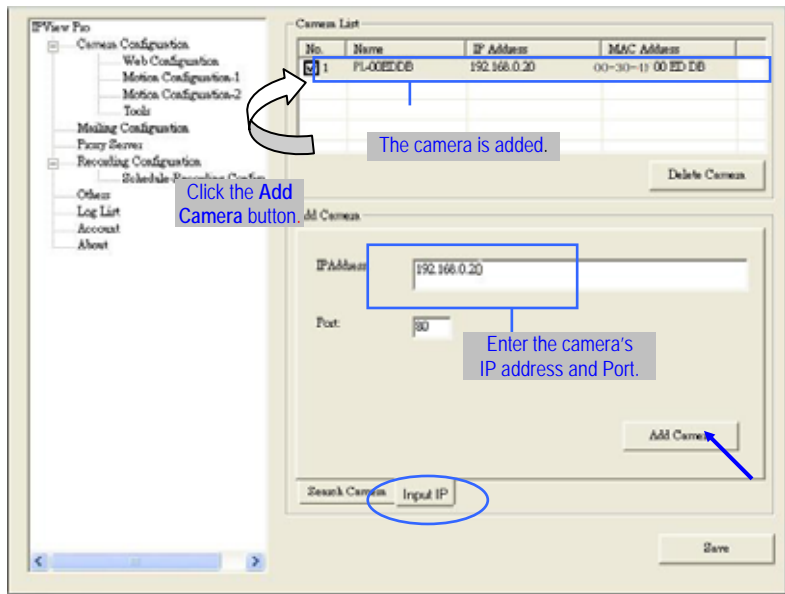 IPView Pro
Camera Configuration
Web Configuration
Motion Configuration-1
Motion Configuration-2
Tools
Mailing Configuration
Proxy Server
Recording Configuration
Schedule Recording Config
Others
Log List
Account
About
Click the Add
Camera button.
Camera List
No. Name IP Address MAC Address
1 PL-00EDDB 192.168.0.20 00 ED DB
The camera is added.
Delete Camera
Add Camera
IPAddress
192.168.0.20
Port:
80
Enter the camera's
IP address and Port.
Add Camera
Search Camera Input IP
Save